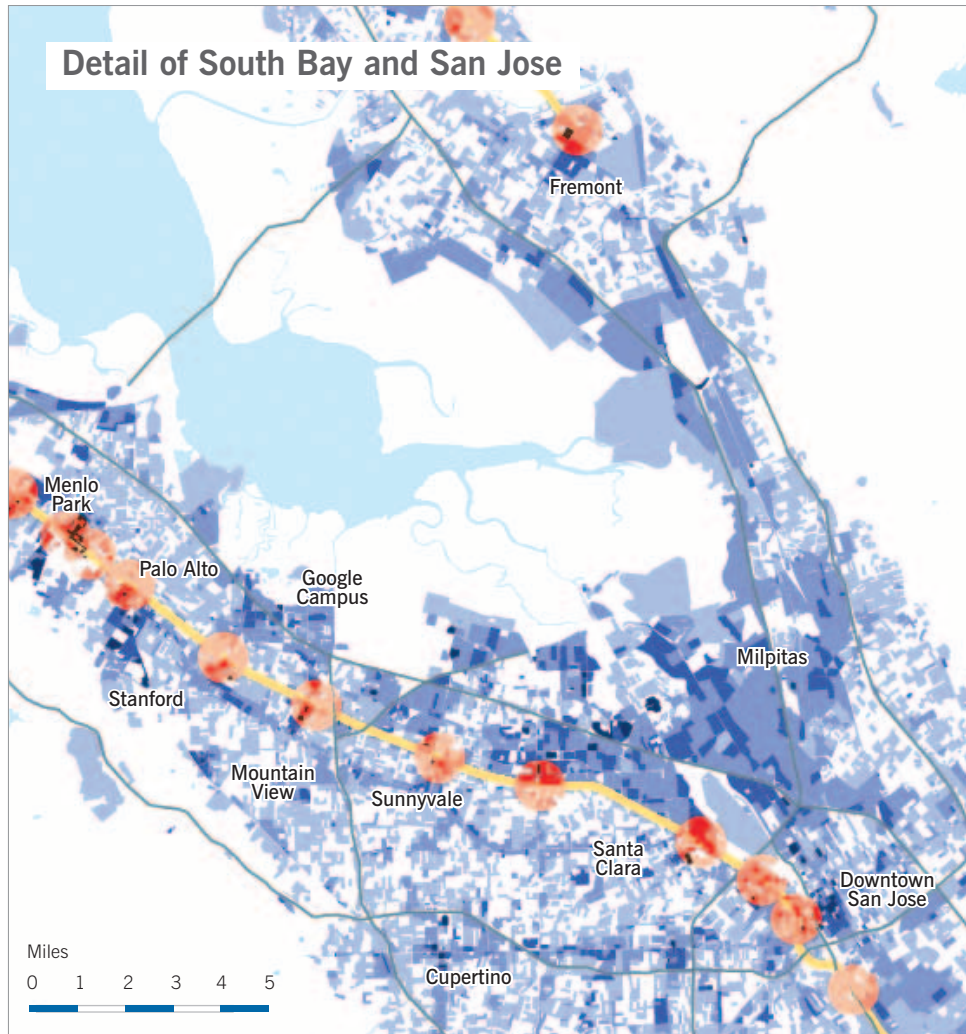 Detail of South Bay and San Jose
Fremont
Menlo
Park
Palo Alto
Google
Campus
Milpitas
Stanford
Mountain
View
Sunnyvale
Santa
Clara
Downtown
San Jose
Miles
0 1 2 3 4 5
Cupertino